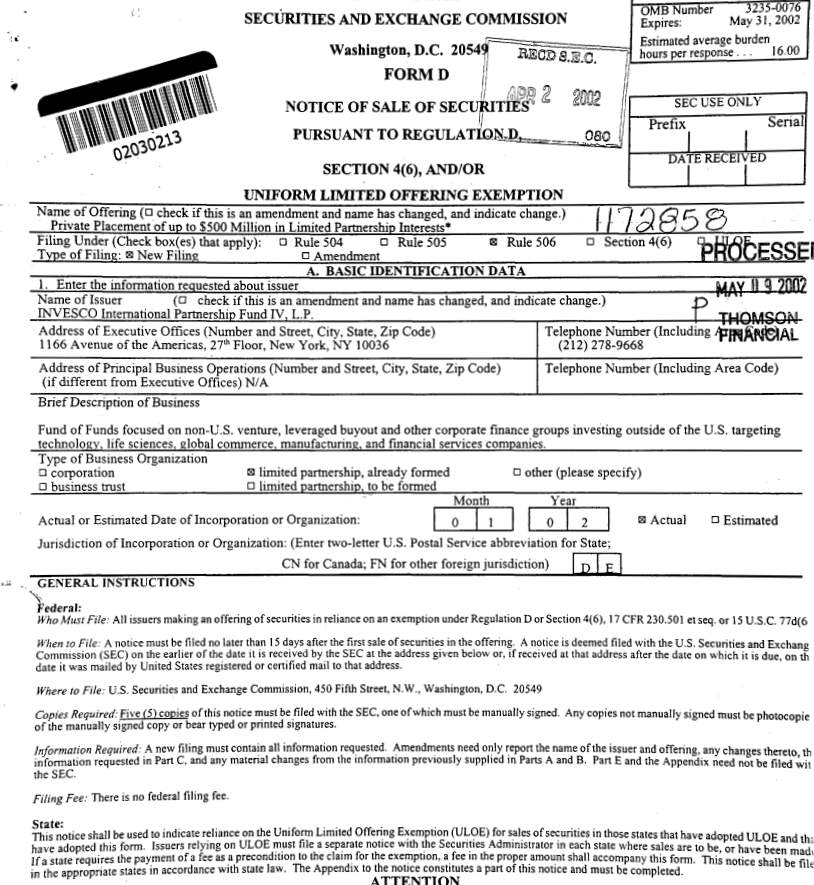 OMB Number 3235-0076
Expires: May 31, 2002
Estimated average burden
hours per response . . . 16.00
SECURITIES AND EXCHANGE COMMISSION
Washington, D.C. 20549
FORM D
RECD S.E.C.
APR 2 2002
080
NOTICE OF SALE OF SECURITIES
PURSUANT TO REGULATION D,
SECTION 4(6), AND/OR
UNIFORM LIMITED OFFERING EXEMPTION
02030213
SEC USE ONLY
Prefix Serial
DATE RECEIVED
Name of Offering (☐ check if this is an amendment and name has changed, and indicate change.)
Private Placement of up to $500 Million in Limited Partnership Interests*
1172858
Filing Under (Check box(es) that apply): ☐ Rule 504 ☐ Rule 505 ☒ Rule 506 ☐ Section 4(6) ☐ ULOE
Type of Filing: ☒ New Filing ☐ Amendment
PROCESSE
A. BASIC IDENTIFICATION DATA
1. Enter the information requested about issuer
MAY 09 2002
Name of Issuer (☐ check if this is an amendment and name has changed, and indicate change.)
INVESCO International Partnership Fund IV, L.P.
P THOMSON
FINANCIAL
Address of Executive Offices (Number and Street, City, State, Zip Code) Telephone Number (Including
1166 Avenue of the Americas, 27th Floor, New York, NY 10036 (212) 278-9668
Address of Principal Business Operations (Number and Street, City, State, Zip Code) Telephone Number (Including Area Code)
(if different from Executive Offices) N/A
Brief Description of Business
Fund of Funds focused on non-U.S. venture, leveraged buyout and other corporate finance groups investing outside of the U.S. targeting
technology, life sciences, global commerce, manufacturing, and financial services companies.
Type of Business Organization
☐ corporation ☒ limited partnership, already formed ☐ other (please specify)
☐ business trust ☐ limited partnership, to be formed
Month Year
Actual or Estimated Date of Incorporation or Organization: 0 1 0 2 ☒ Actual ☐ Estimated
Jurisdiction of Incorporation or Organization: (Enter two-letter U.S. Postal Service abbreviation for State;
CN for Canada; FN for other foreign jurisdiction) D E
GENERAL INSTRUCTIONS
Federal:
Who Must File: All issuers making an offering of securities in reliance on an exemption under Regulation D or Section 4(6), 17 CFR 230.501 et seq. or 15 U.S.C. 77d(6
When to File: A notice must be filed no later than 15 days after the first sale of securities in the offering. A notice is deemed filed with the U.S. Securities and Exchang
Commission (SEC) on the earlier of the date it is received by the SEC at the address given below or, if received at that address after the date on which it is due, on th
date it was mailed by United States registered or certified mail to that address.
Where to File: U.S. Securities and Exchange Commission, 450 Fifth Street, N.W., Washington, D.C. 20549
Copies Required: Five (5) copies of this notice must be filed with the SEC, one of which must be manually signed. Any copies not manually signed must be photocopie
of the manually signed copy or bear typed or printed signatures.
Information Required: A new filing must contain all information requested. Amendments need only report the name of the issuer and offering, any changes thereto, th
information requested in Part C, and any material changes from the information previously supplied in Parts A and B. Part E and the Appendix need not be filed wit
the SEC.
Filing Fee: There is no federal filing fee.
State:
This notice shall be used to indicate reliance on the Uniform Limited Offering Exemption (ULOE) for sales of securities in those states that have adopted ULOE and tha
have adopted this form. Issuers relying on ULOE must file a separate notice with the Securities Administrator in each state where sales are to be, or have been mad
If a state requires the payment of a fee as a precondition to the claim for the exemption, a fee in the proper amount shall accompany this form. This notice shall be file
in the appropriate states in accordance with state law. The Appendix to the notice constitutes a part of this notice and must be completed.
ATTENTION